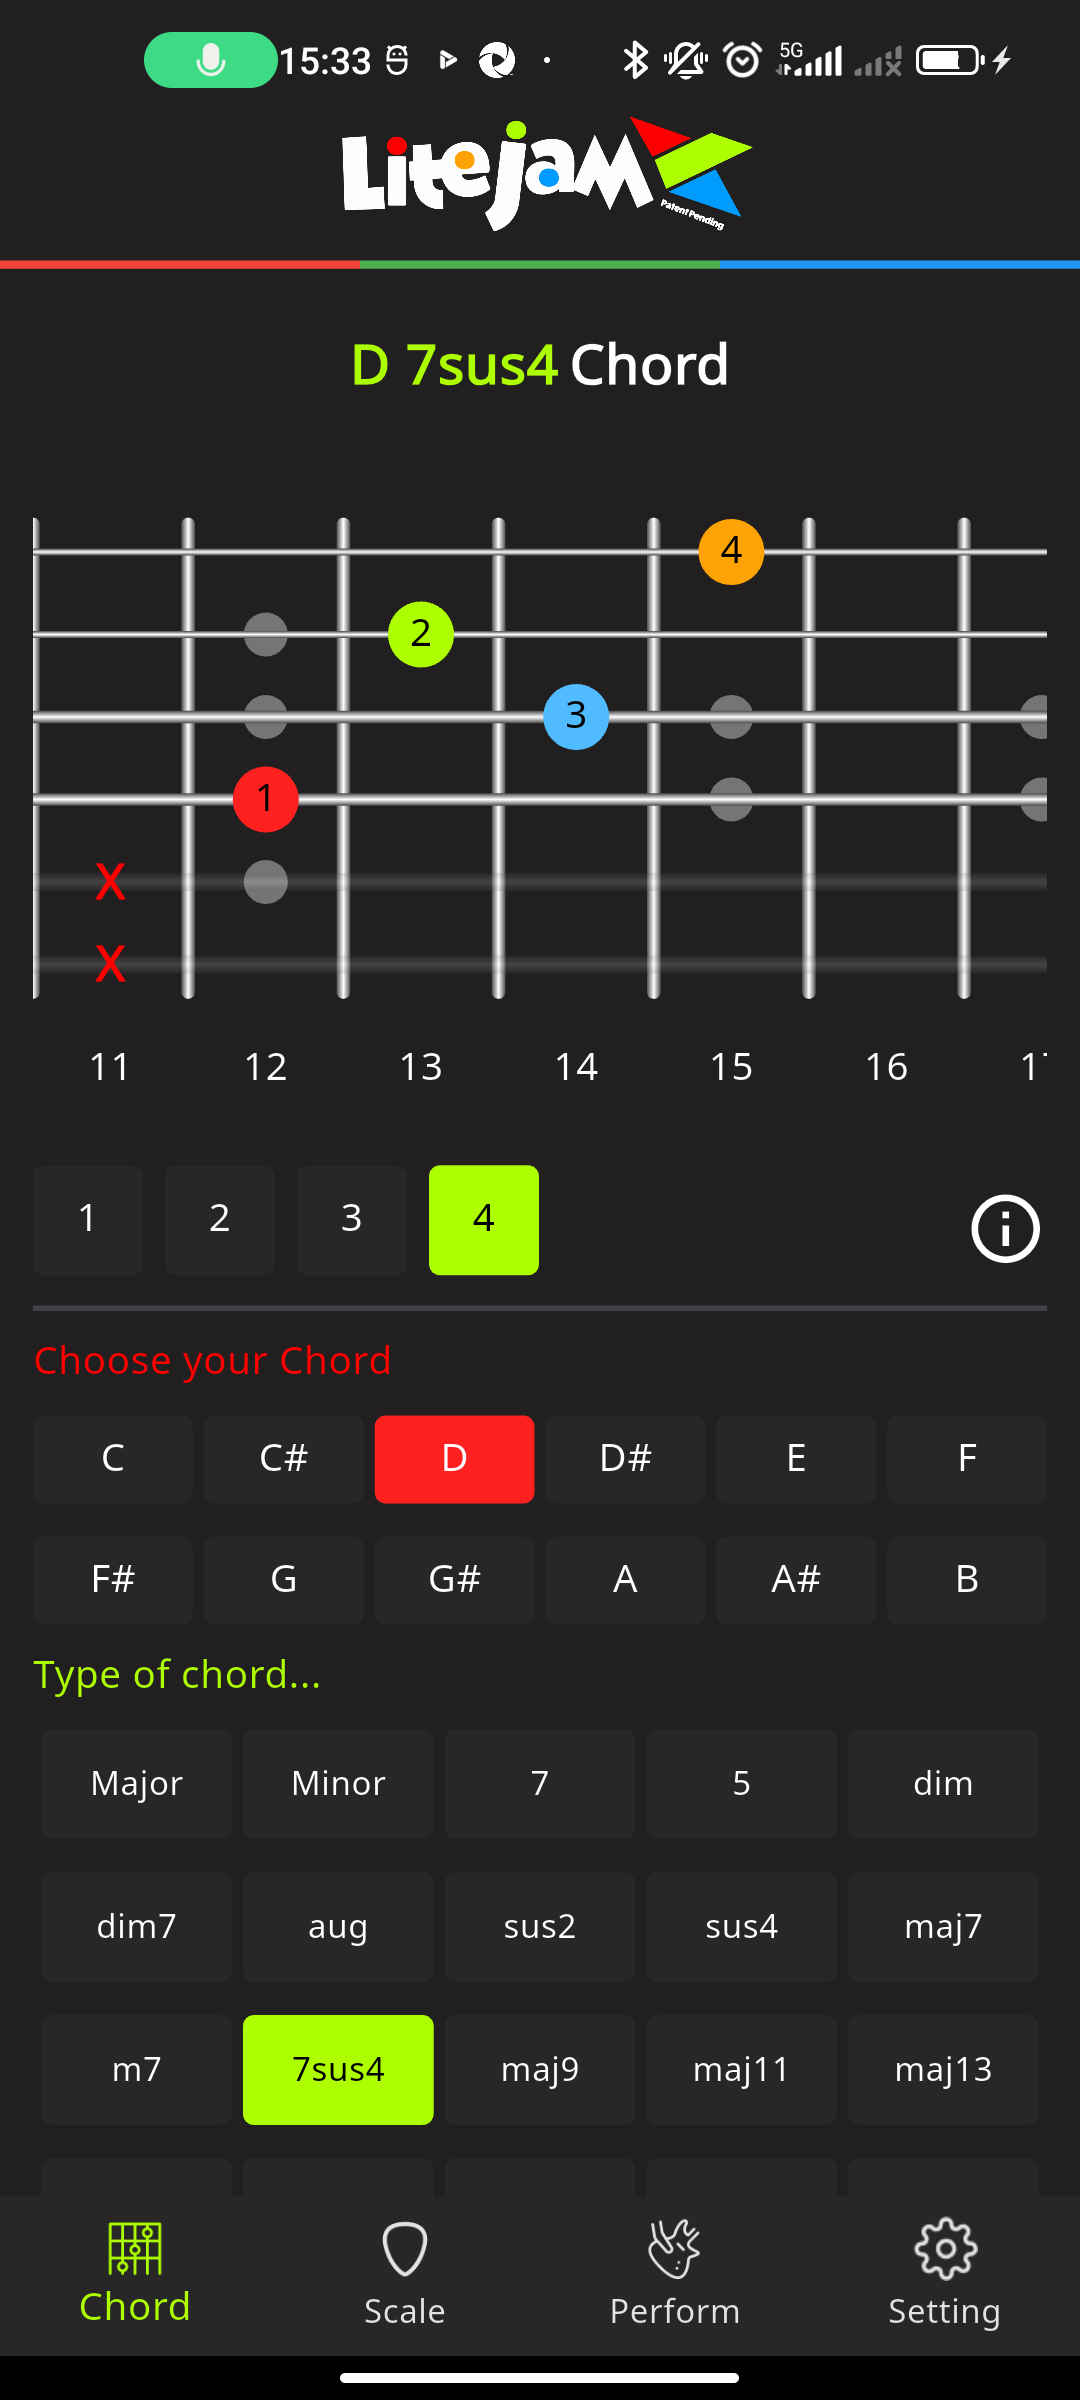 15:33 5G
Litejam
Patent Pending
D 7sus4 Chord
4
2
3
1
X
X
11 12 13 14 15 16
1 2 3 4
Choose your Chord
C C# D D# E F
F# G G# A A# B
Type of chord...
Major Minor 7 5 dim
dim7 aug sus2 sus4 maj7
m7 7sus4 maj9 maj11 maj13
Chord Scale Perform Setting